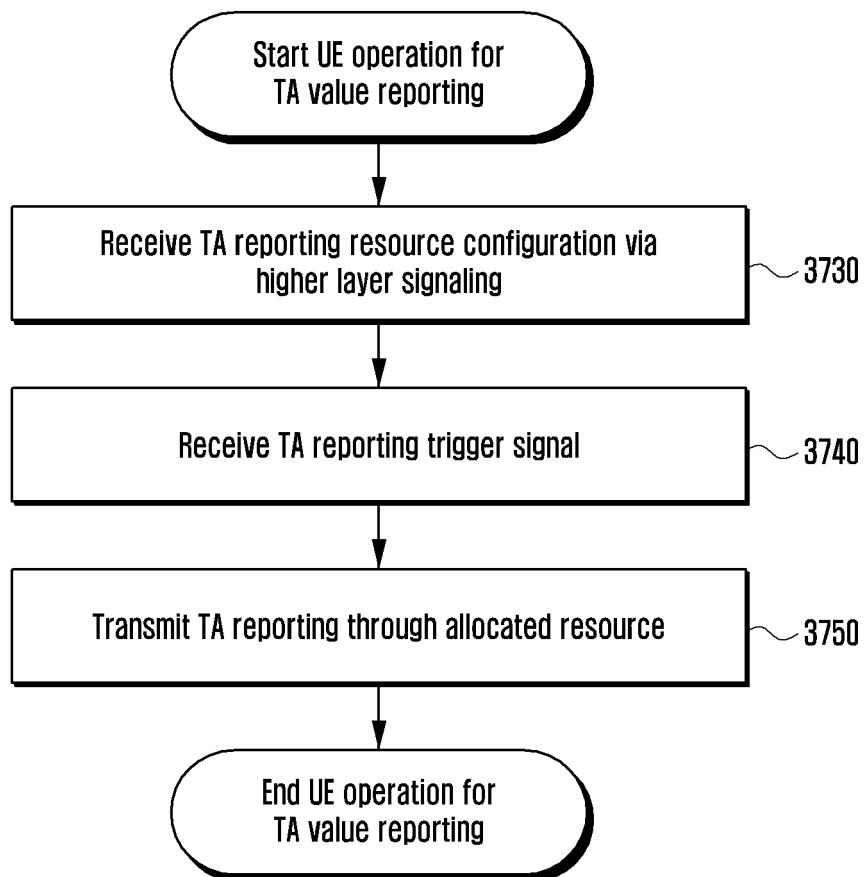 Start UE operation for
TA value reporting
Receive TA reporting resource configuration via
higher layer signaling
3730
Receive TA reporting trigger signal
3740
Transmit TA reporting through allocated resource
3750
End UE operation for
TA value reporting